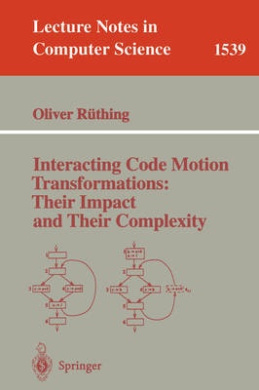 Lecture Notes in
Computer Science
1539
Oliver Rüthing
Interacting Code Motion
Transformations:
Their Impact
and Their Complexity
Springer